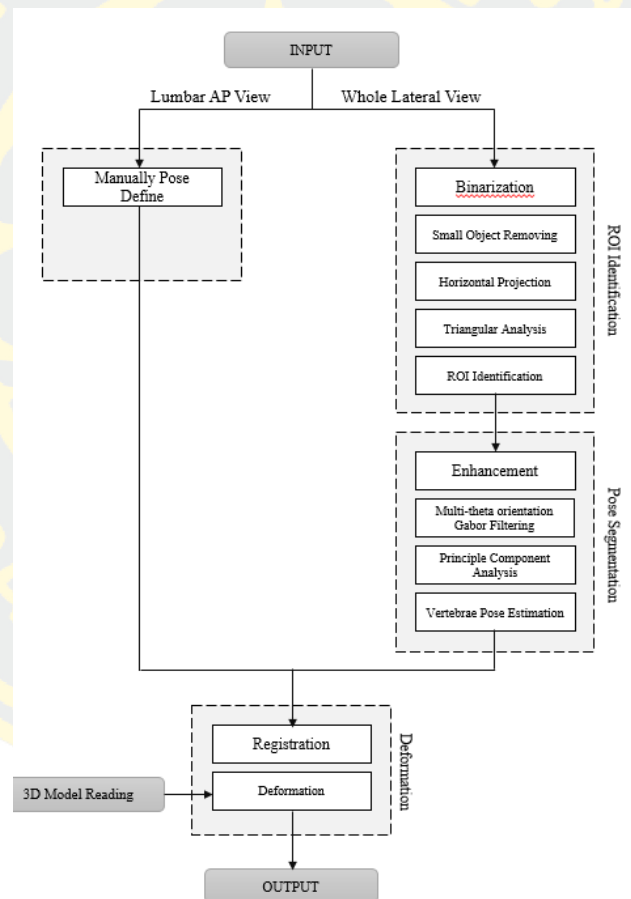 INPUT
Lumbar AP View
Whole Lateral View
Manually Pose
Define
Binarization
Small Object Removing
Horizontal Projection
Triangular Analysis
ROI Identification
ROI Identification
Enhancement
Multi-theta orientation
Gabor Filtering
Principle Component
Analysis
Vertebrae Pose Estimation
Pose Segmentation
Registration
Deformation
Deformation
3D Model Reading
OUTPUT